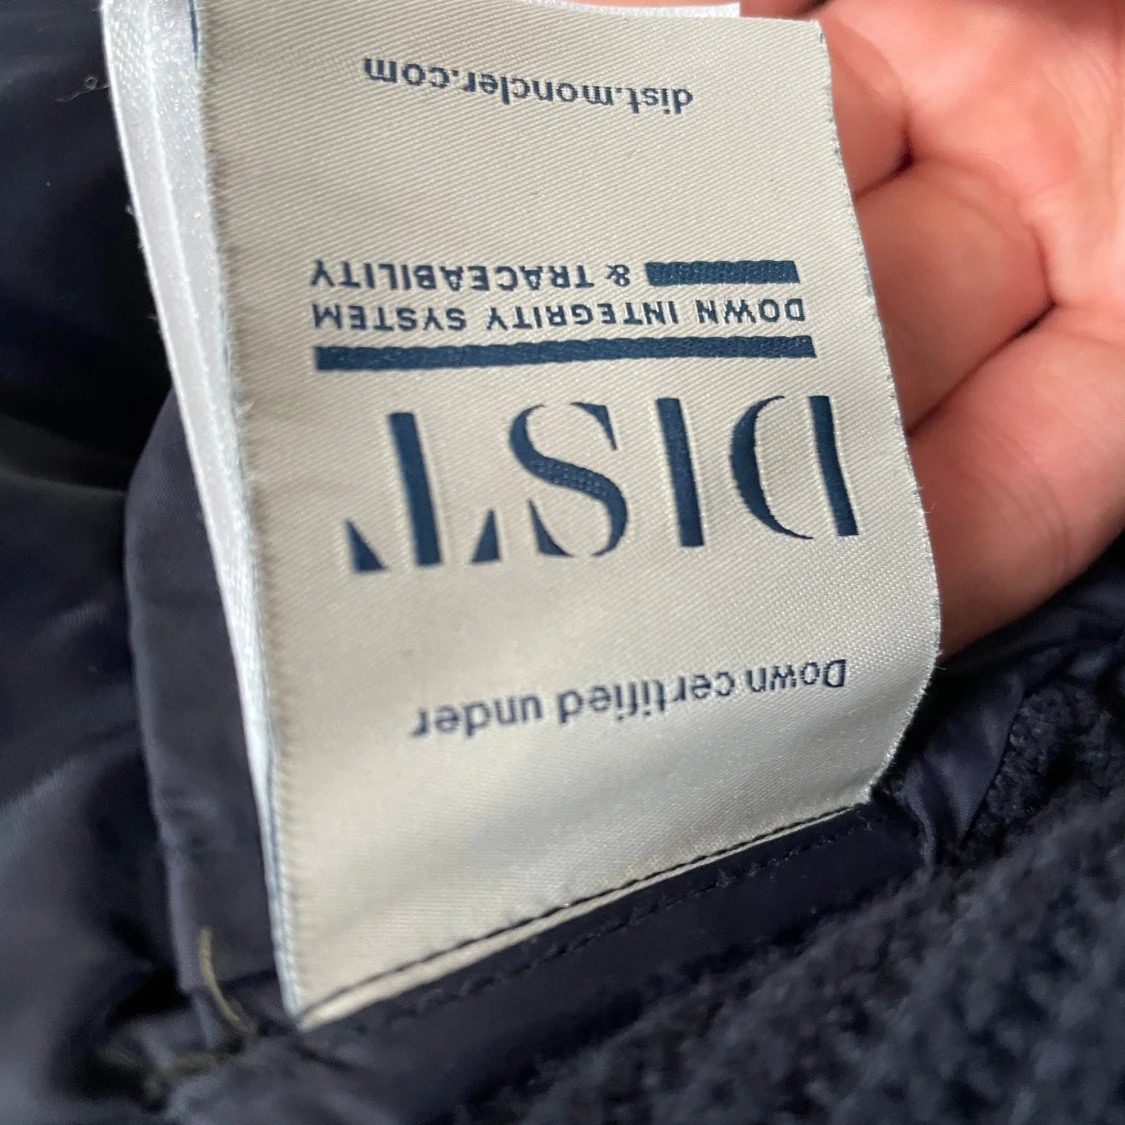 Down certified under
DIST
DOWN INTEGRITY SYSTEM
& TRACEABILITY
dist.moncler.com